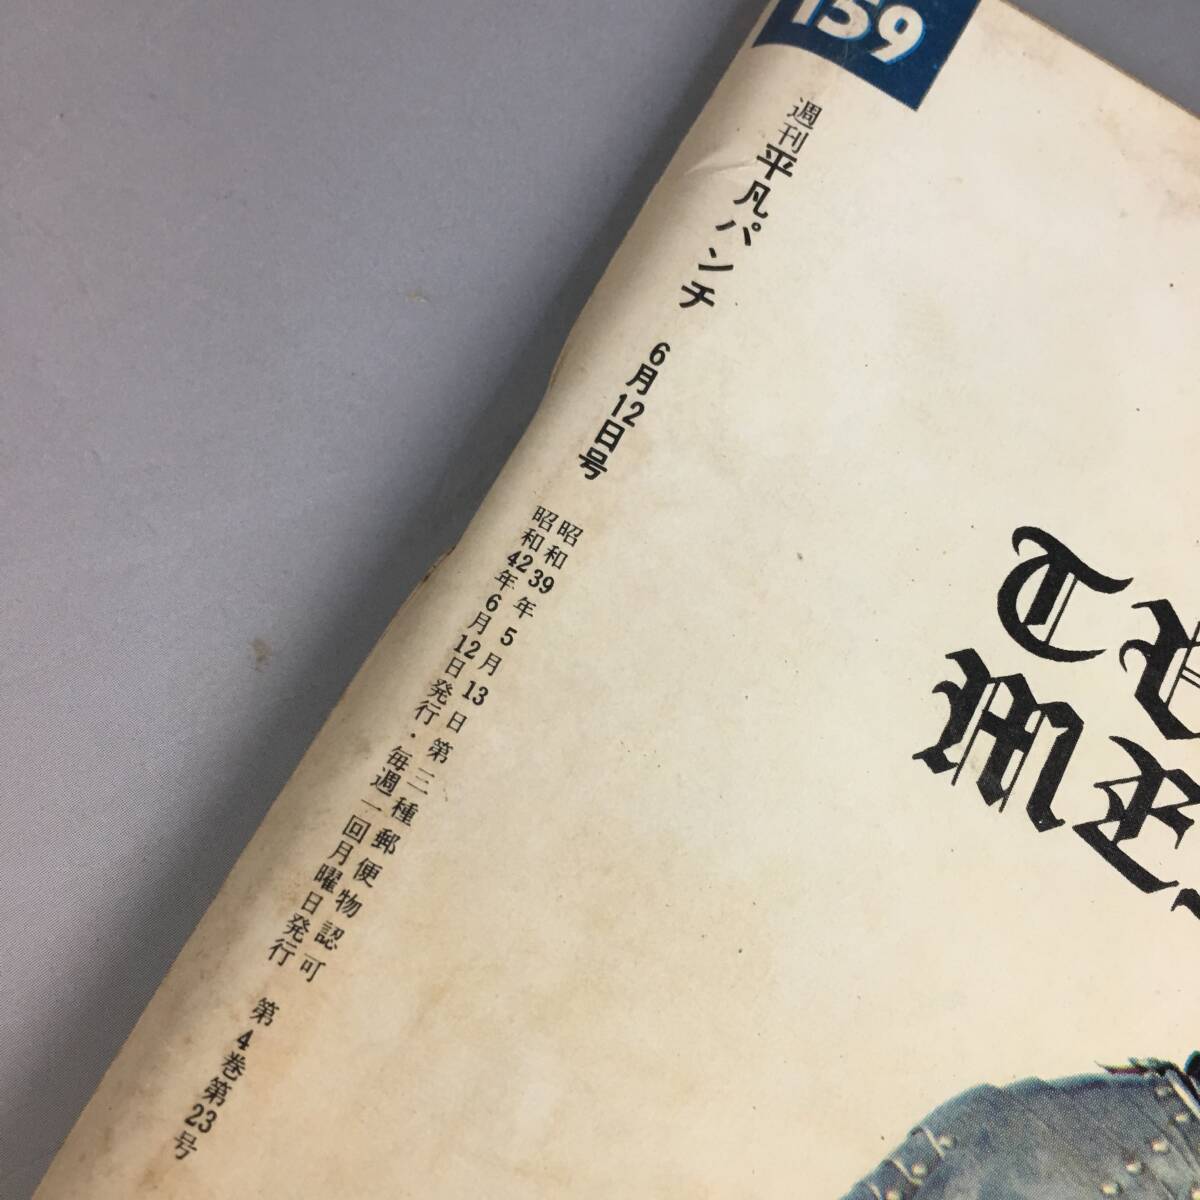 159
週刊平凡パンチ 6月12日号
昭和39年5月13日第三種郵便物認可
昭和42年6月12日発行・毎週一回月曜日発行 第4巻第23号